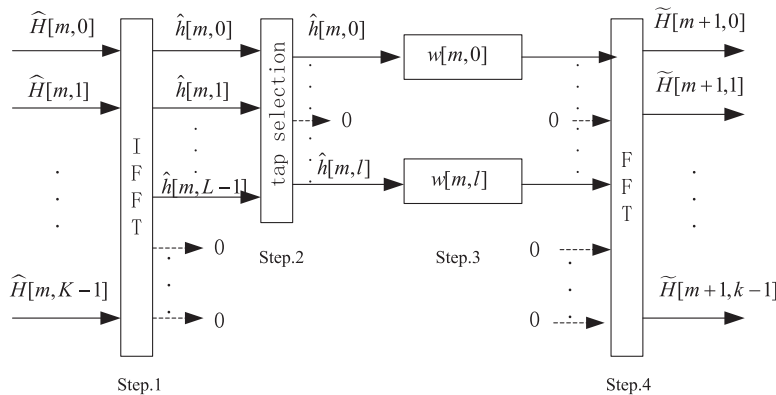 Ĥ[m,0] ĥ[m,0] ĥ[m,0] w[m,0] H̃[m+1,0]
Ĥ[m,1] ĥ[m,1] 0 0 H̃[m+1,1]
IFFT
tap selection
FFT
ĥ[m,L−1] ĥ[m,l] w[m,l]
0 0
Ĥ[m,K−1] 0 0 H̃[m+1,k−1]
Step.2 Step.3
Step.1 Step.4